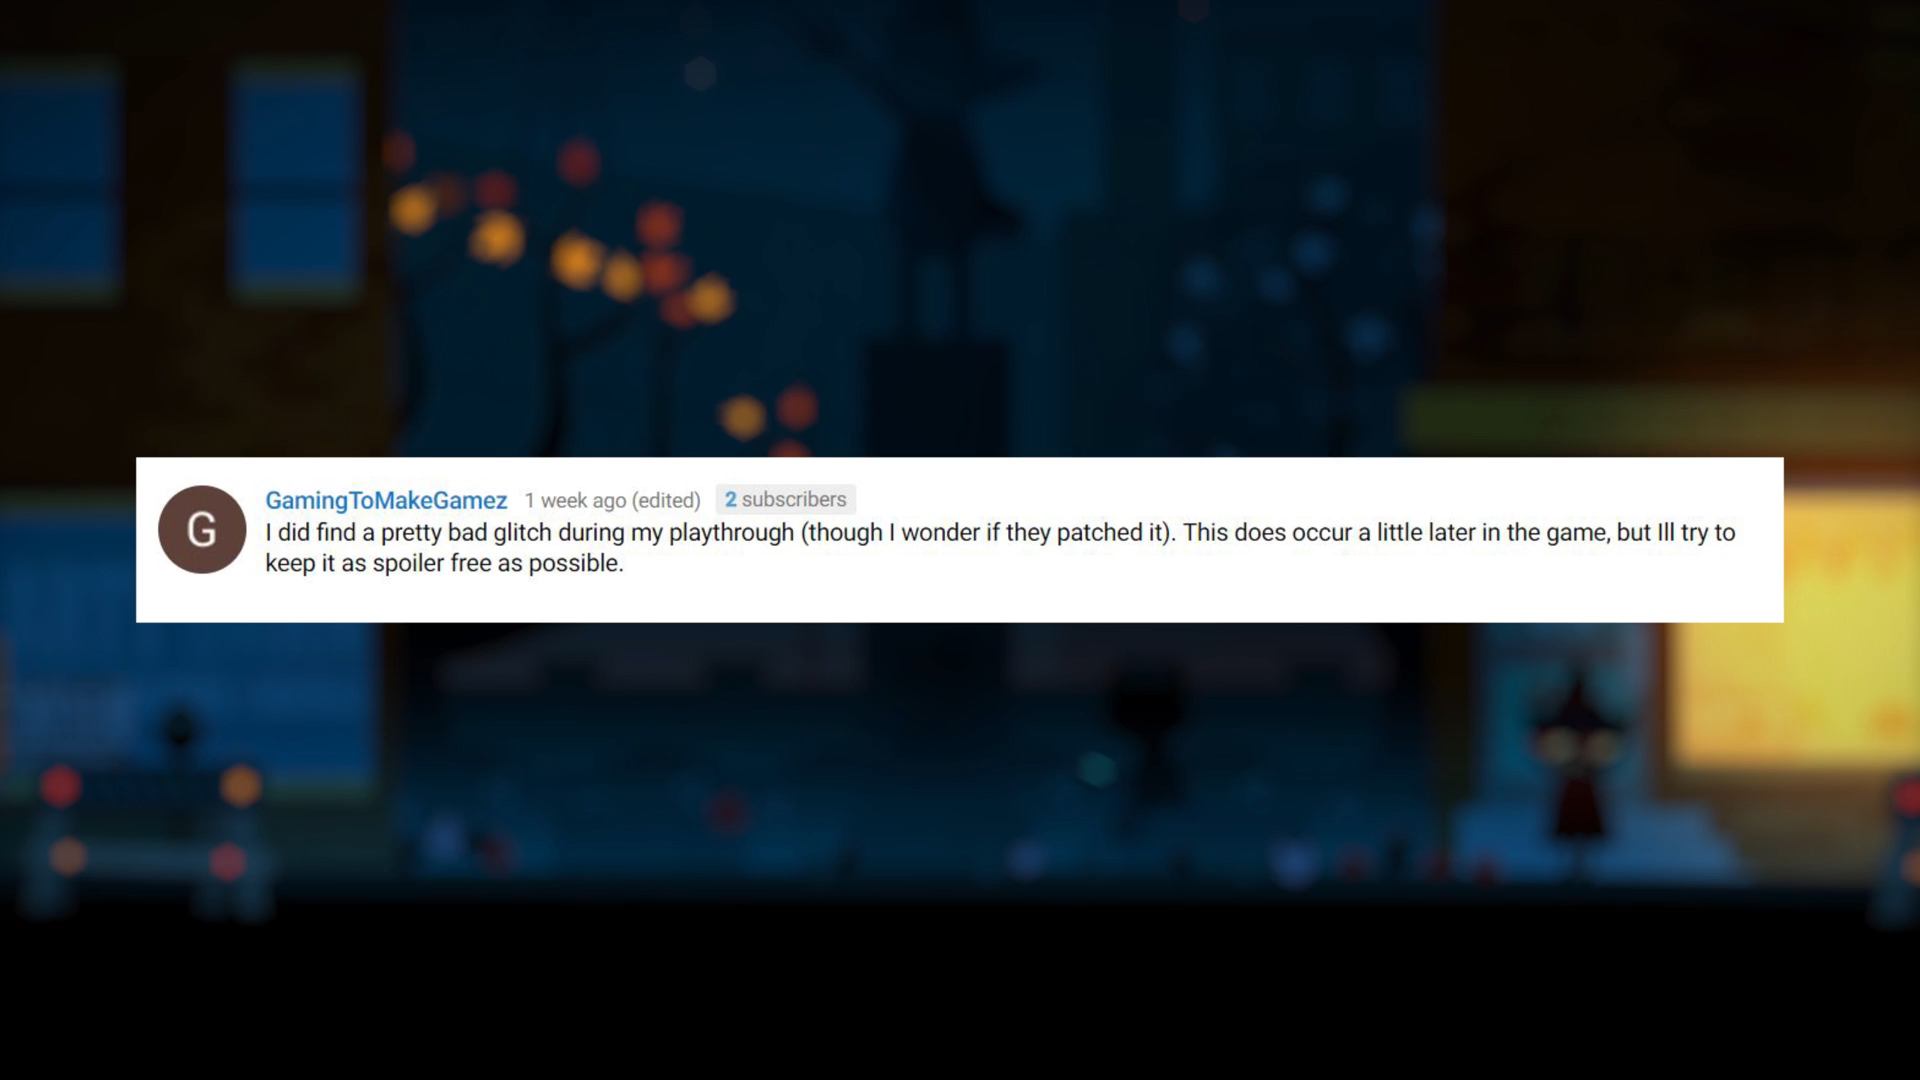 G
GamingToMakeGamez 1 week ago (edited) 2 subscribers
I did find a pretty bad glitch during my playthrough (though I wonder if they patched it). This does occur a little later in the game, but Ill try to
keep it as spoiler free as possible.